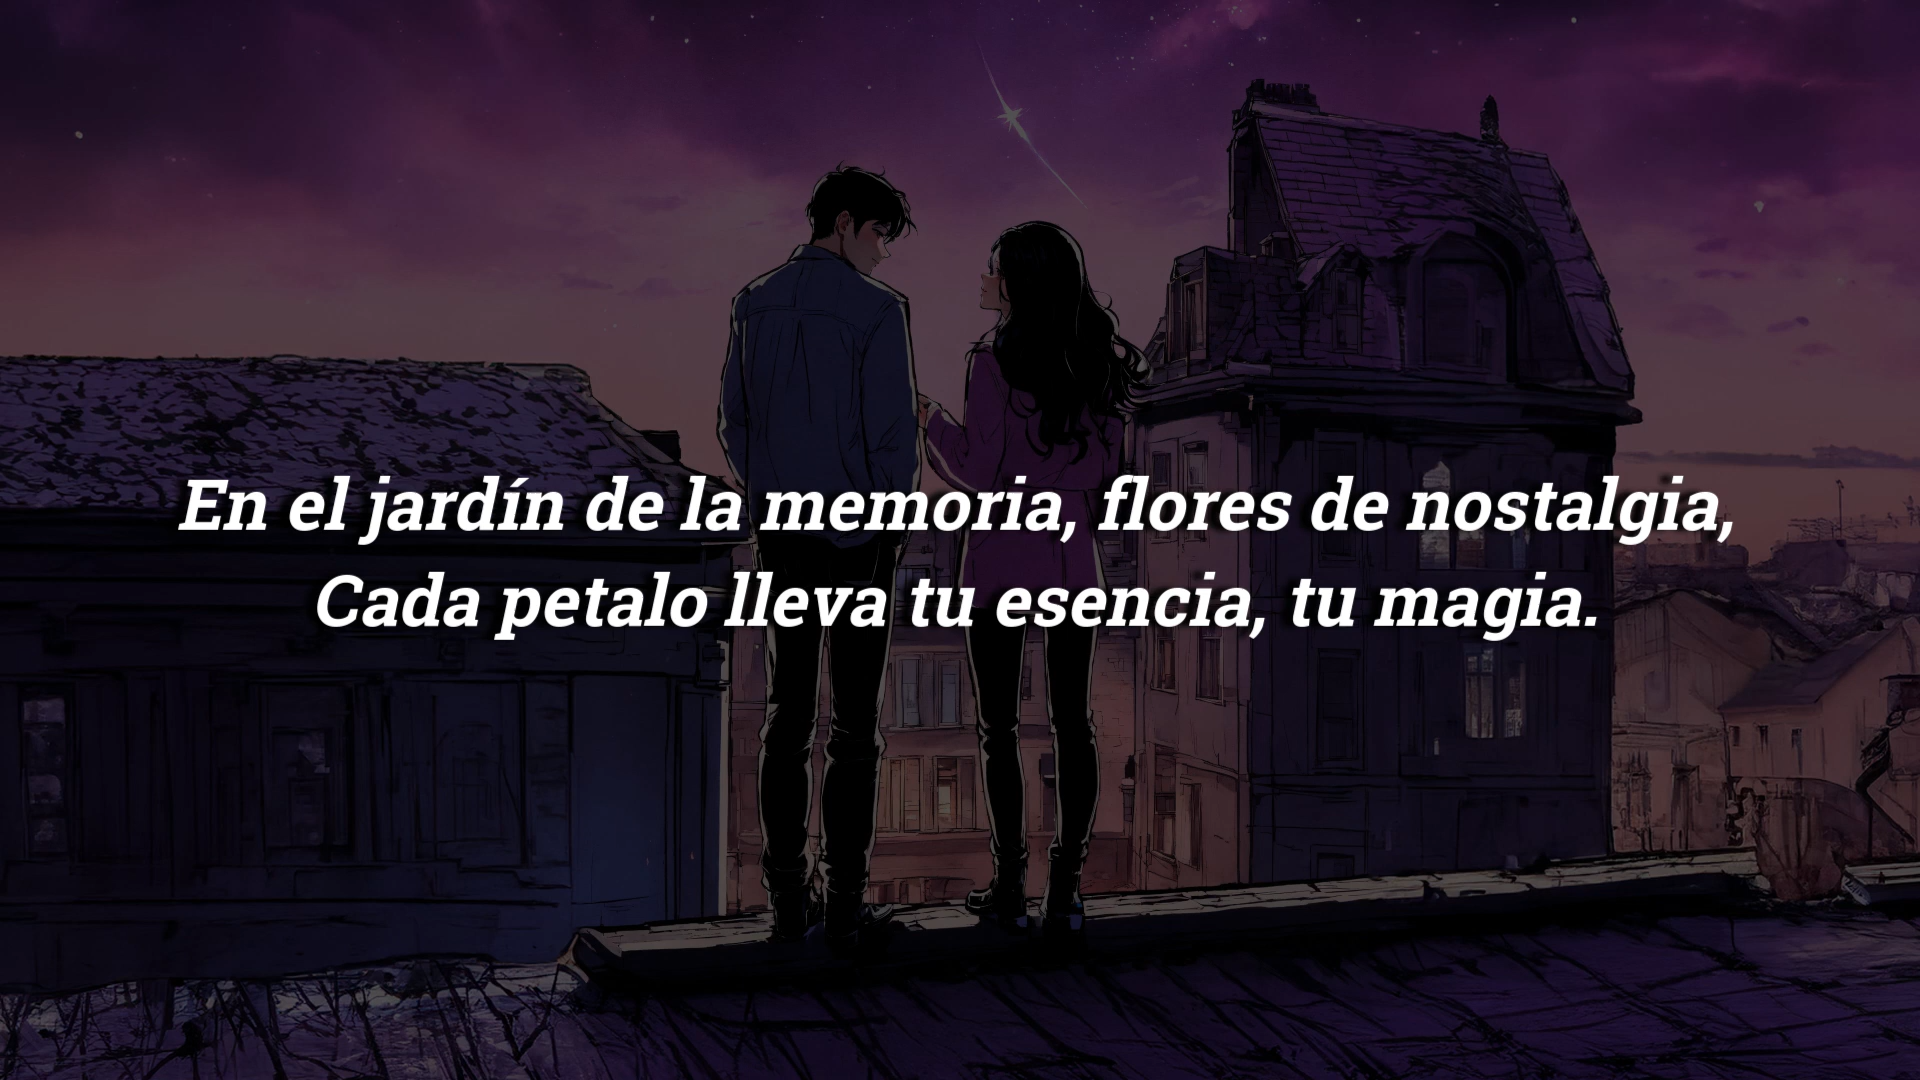 En el jardín de la memoria, flores de nostalgia,
Cada petalo lleva tu esencia, tu magia.